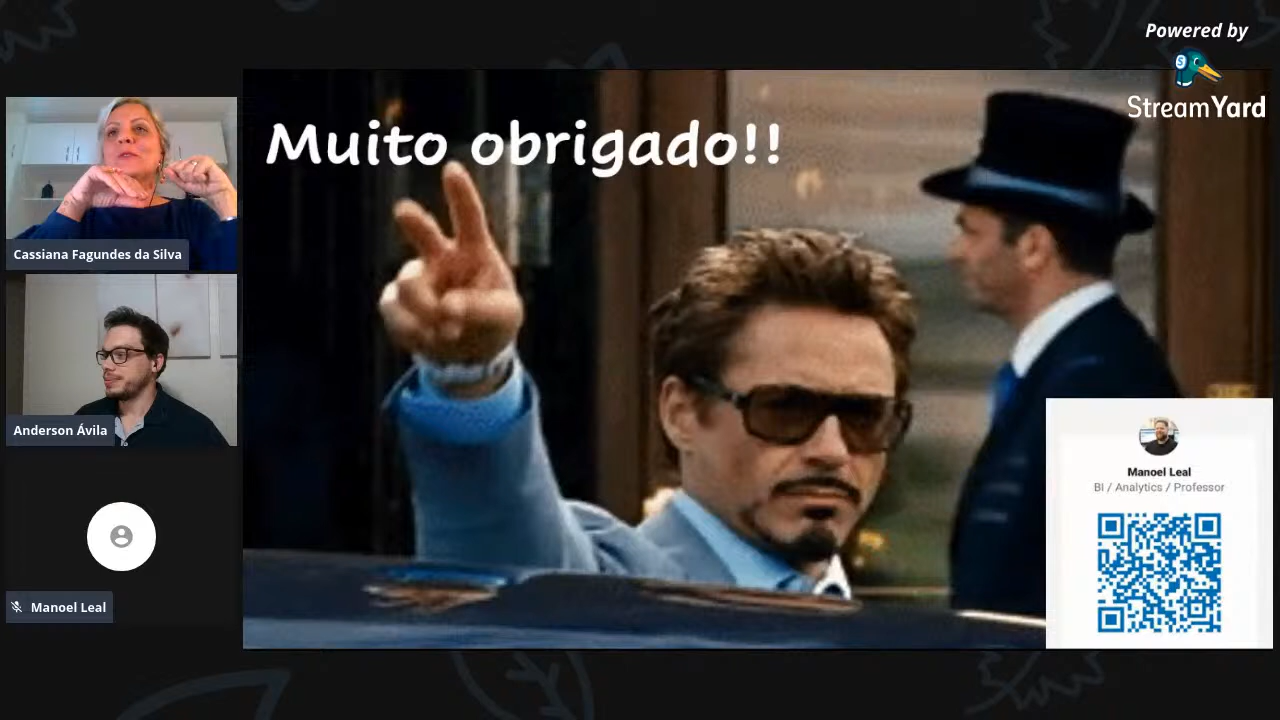 Powered by
StreamYard
Muito obrigado!!
Cassiana Fagundes da Silva
Anderson Ávila
Manoel Leal
Manoel Leal
BI / Analytics / Professor